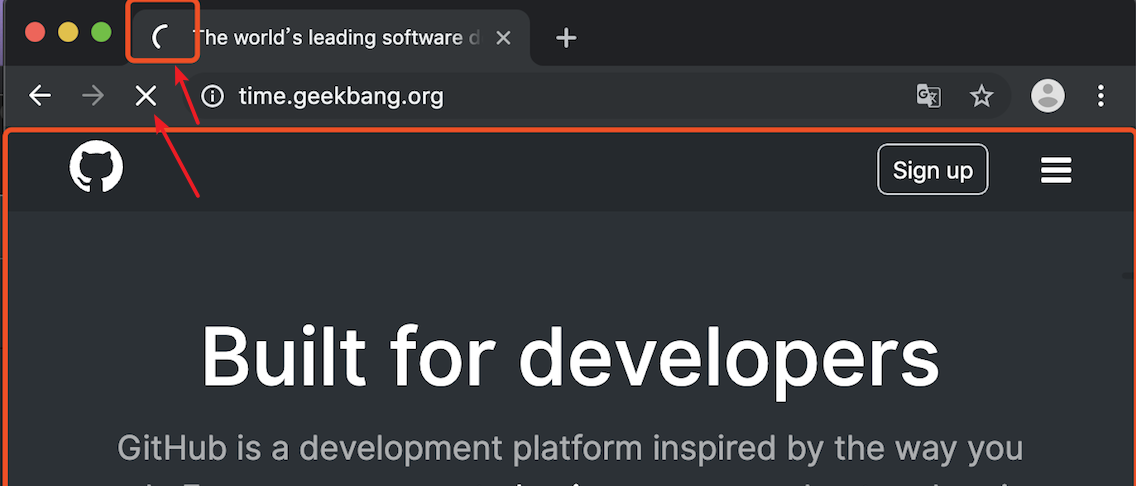 The world’s leading software d
time.geekbang.org
Sign up
Built for developers
GitHub is a development platform inspired by the way you